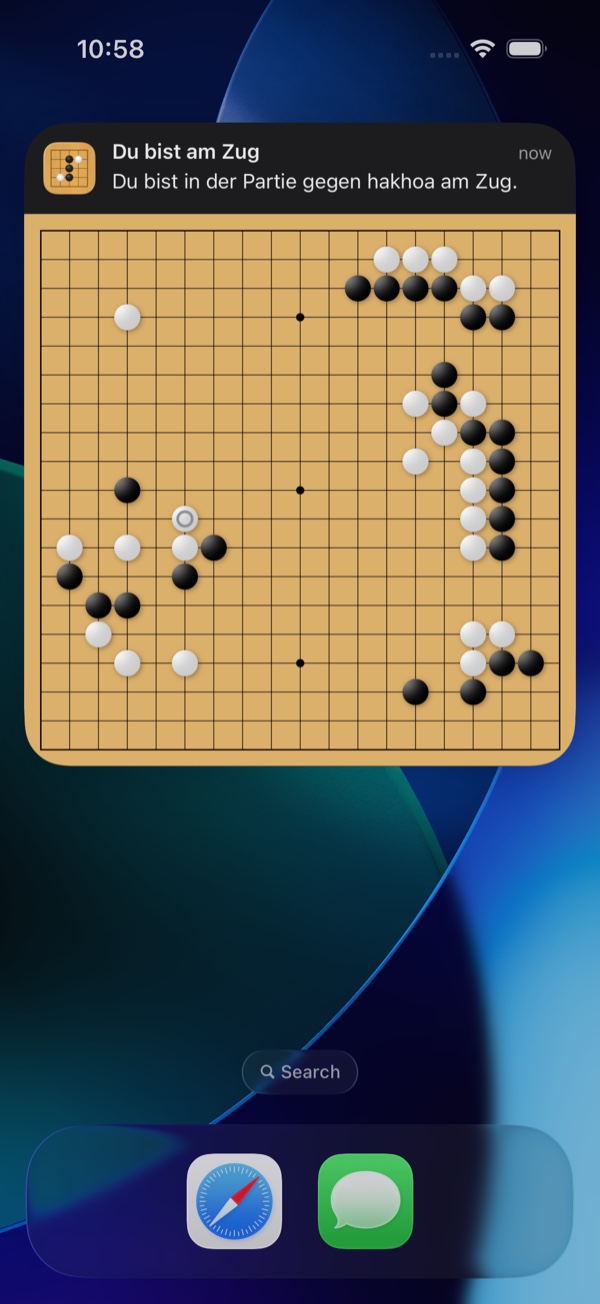 10:58
Du bist am Zug
now
Du bist in der Partie gegen hakhoa am Zug.
Search